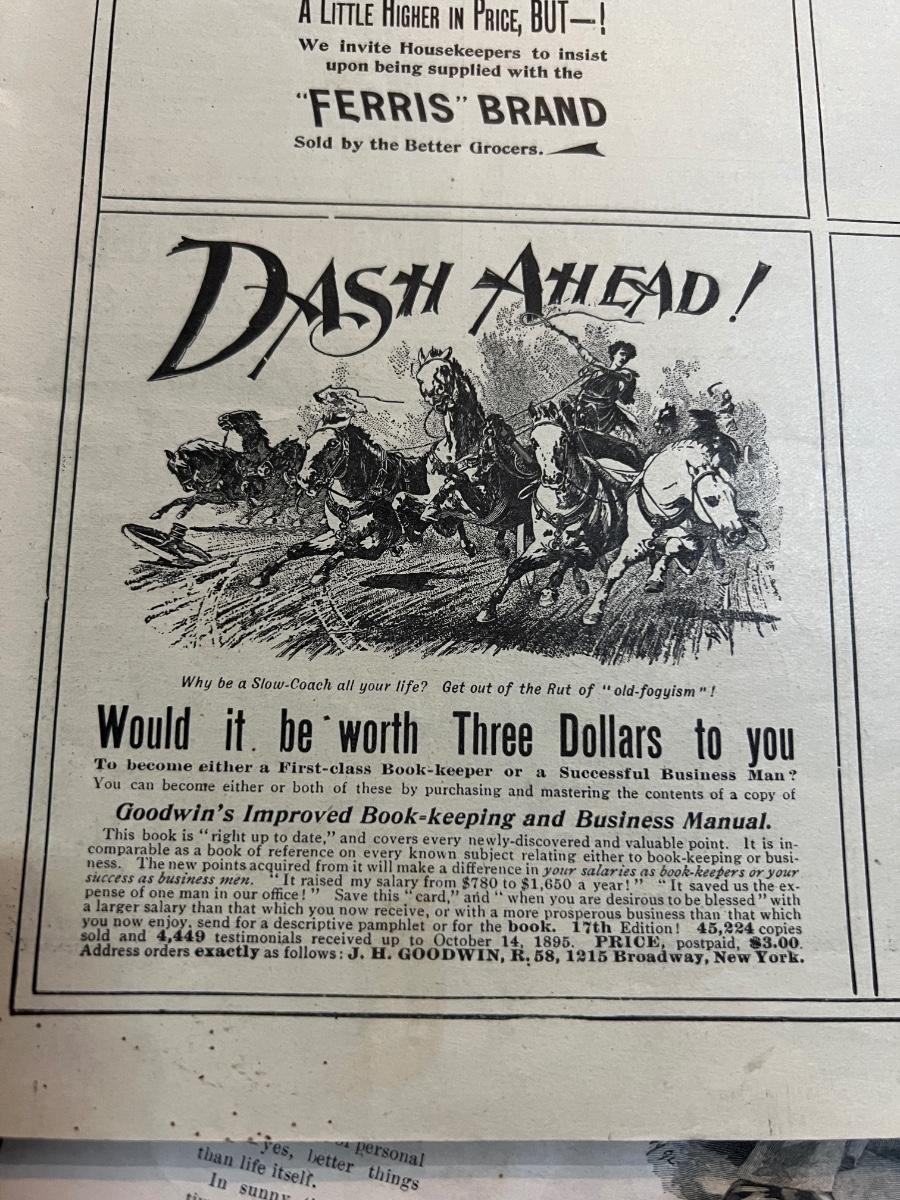 A LITTLE HIGHER IN PRICE, BUT—!
We invite Housekeepers to insist
upon being supplied with the
"FERRIS" BRAND
Sold by the Better Grocers.
DASH AHEAD!
Why be a Slow-Coach all your life? Get out of the Rut of "old-fogyism"!
Would it be worth Three Dollars to you
To become either a First-class Book-keeper or a Successful Business Man?
You can become either or both of these by purchasing and mastering the contents of a copy of
Goodwin's Improved Book-keeping and Business Manual.
This book is "right up to date," and covers every newly-discovered and valuable point. It is in-
comparable as a book of reference on every known subject relating either to book-keeping or busi-
ness. The new points acquired from it will make a difference in your salaries as book-keepers or your
success as business men. "It raised my salary from $780 to $1,650 a year!" "It saved us the ex-
pense of one man in our office!" Save this "card," and "when you are desirous to be blessed" with
a larger salary than that which you now receive, or with a more prosperous business than that which
you now enjoy, send for a descriptive pamphlet or for the book. 17th Edition! 45,224 copies
sold and 4,449 testimonials received up to October 14, 1895. PRICE, postpaid, $3.00.
Address orders exactly as follows: J. H. GOODWIN, R. 58, 1215 Broadway, New York.
personal
yes, better things
than life itself.
In sunny